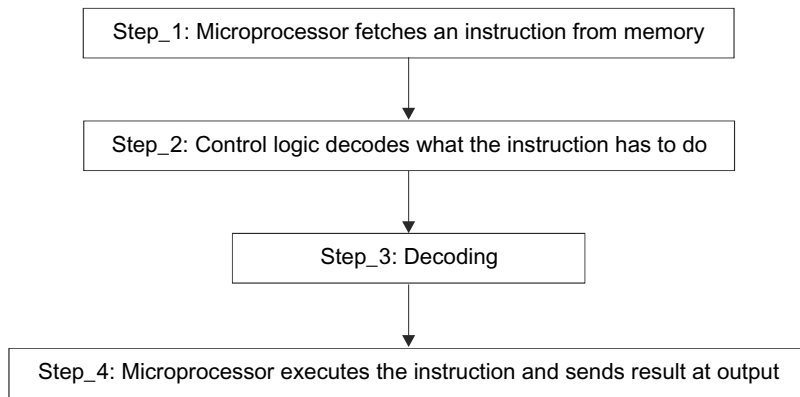 Step_1: Microprocessor fetches an instruction from memory
Step_2: Control logic decodes what the instruction has to do
Step_3: Decoding
Step_4: Microprocessor executes the instruction and sends result at output